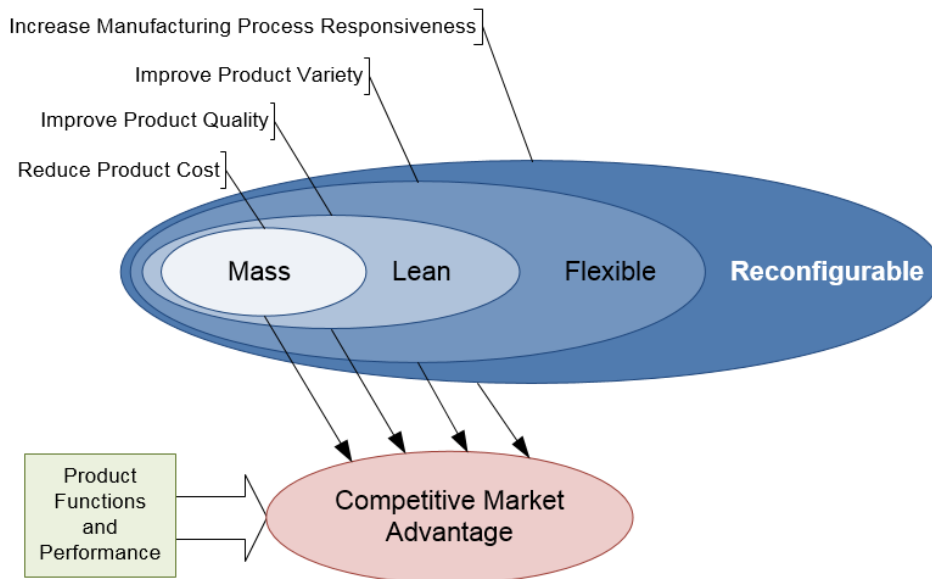 Increase Manufacturing Process Responsiveness
Improve Product Variety
Improve Product Quality
Reduce Product Cost
Mass
Lean
Flexible
Reconfigurable
Product
Functions
and
Performance
Competitive Market
Advantage